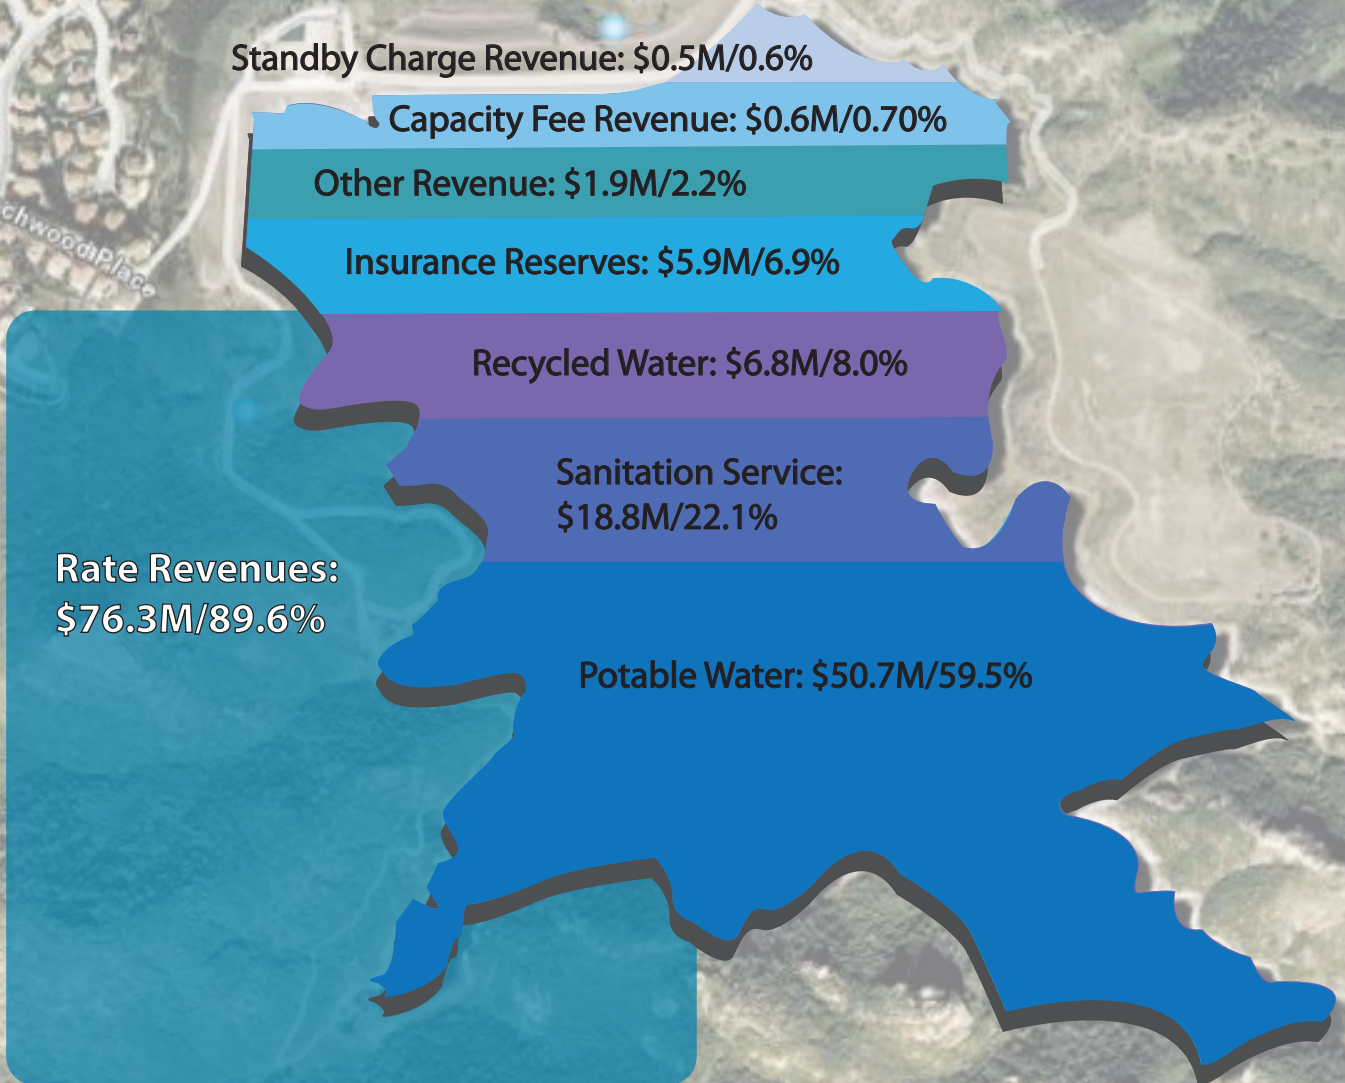 Standby Charge Revenue: $0.5M/0.6%
Capacity Fee Revenue: $0.6M/0.70%
Other Revenue: $1.9M/2.2%
chwood Place
Insurance Reserves: $5.9M/6.9%
Recycled Water: $6.8M/8.0%
Sanitation Service:
$18.8M/22.1%
Rate Revenues:
$76.3M/89.6%
Potable Water: $50.7M/59.5%